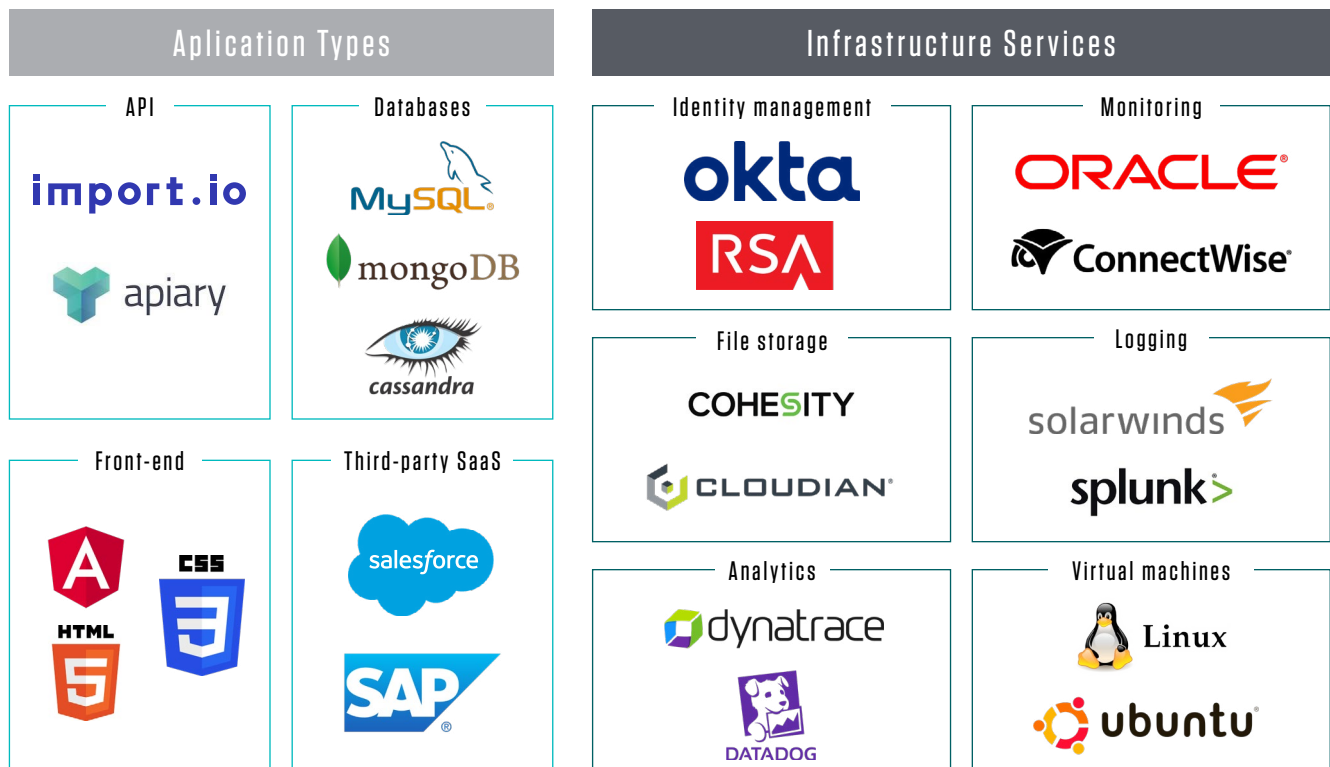 Aplication Types
API
import.io
apiary
Databases
MySQL®
mongoDB
cassandra
Front-end
A
CSS
3
HTML
5
Third-party SaaS
salesforce
SAP
®
Infrastructure Services
Identity management
okta
RSA
Monitoring
ORACLE®
ConnectWise®
File storage
COHESITY
CLOUDIAN®
Logging
solarwinds
splunk>®
Analytics
dynatrace
DATADOG
Virtual machines
Linux
ubuntu®